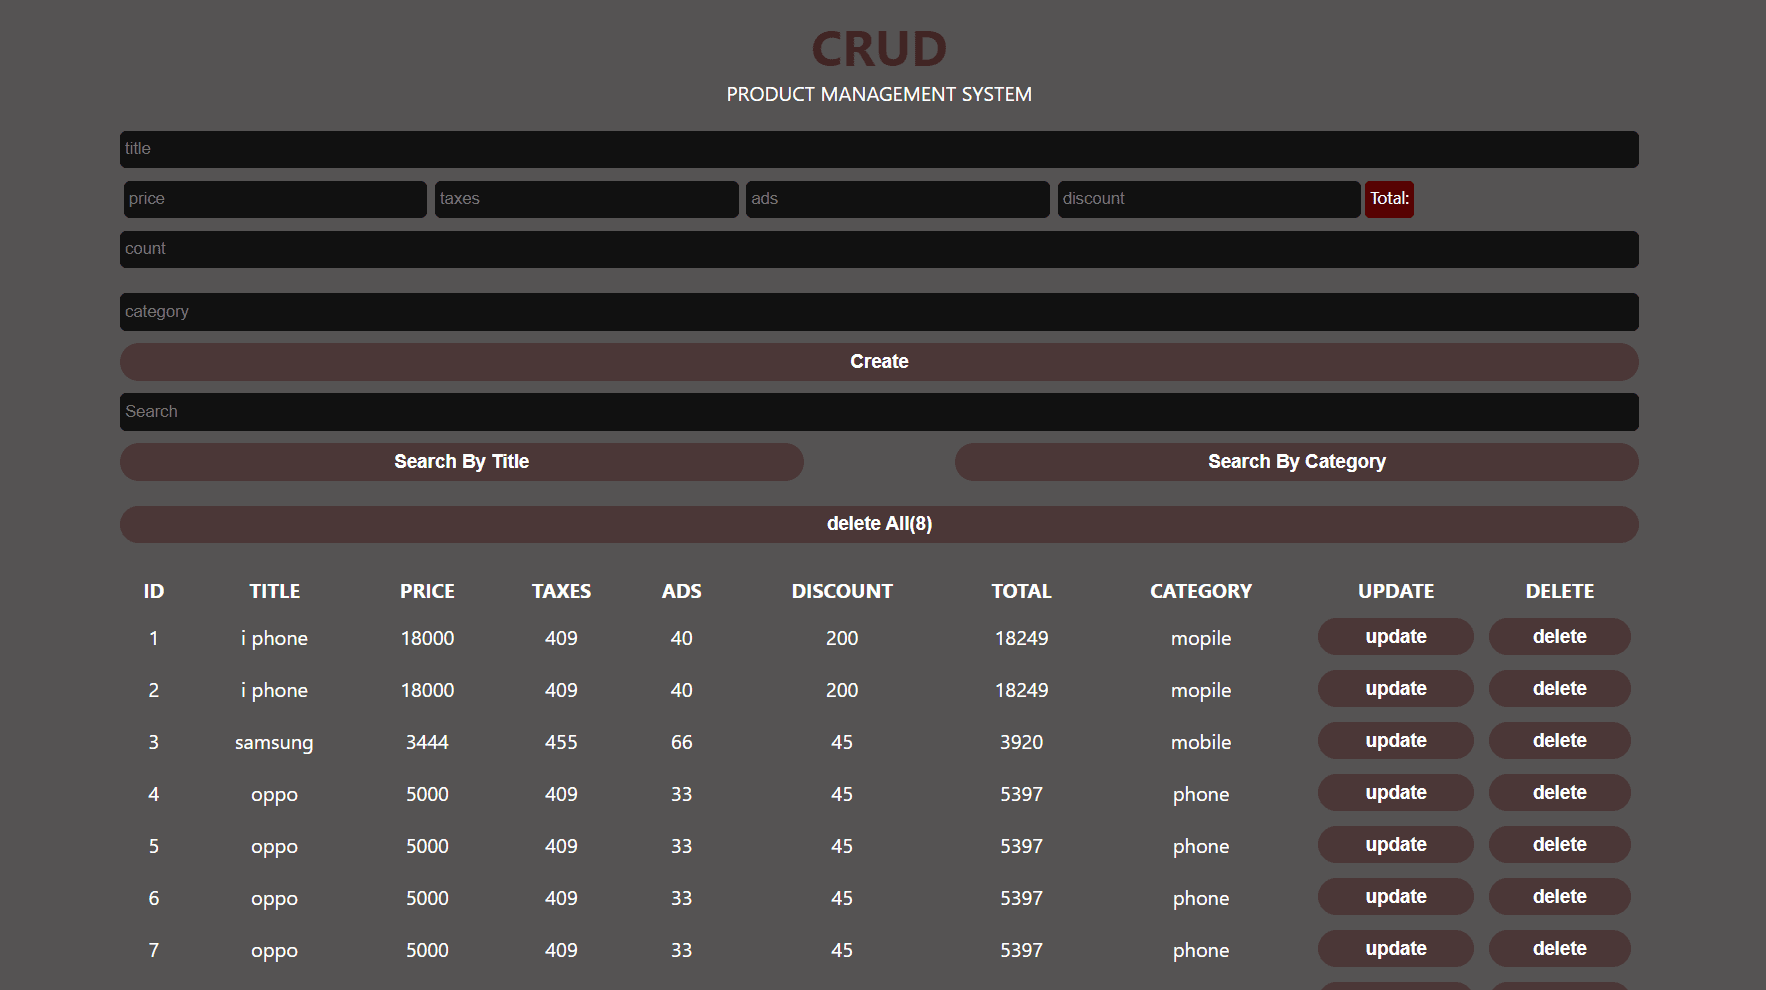 CRUD
PRODUCT MANAGEMENT SYSTEM
title
price taxes ads discount Total:
count
category
Create
Search
Search By Title Search By Category
delete All(8)
ID TITLE PRICE TAXES ADS DISCOUNT TOTAL CATEGORY UPDATE DELETE
1 i phone 18000 409 40 200 18249 mopile update delete
2 i phone 18000 409 40 200 18249 mopile update delete
3 samsung 3444 455 66 45 3920 mobile update delete
4 oppo 5000 409 33 45 5397 phone update delete
5 oppo 5000 409 33 45 5397 phone update delete
6 oppo 5000 409 33 45 5397 phone update delete
7 oppo 5000 409 33 45 5397 phone update delete